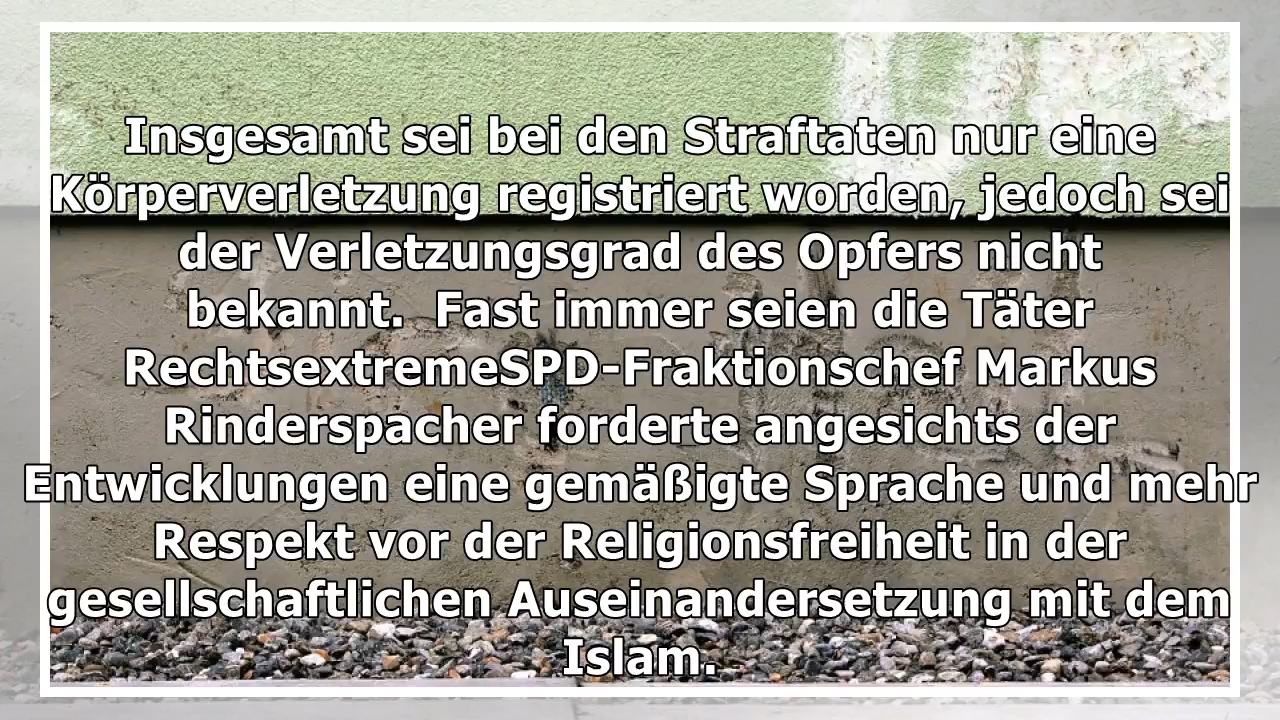 Insgesamt sei bei den Straftaten nur eine
Körperverletzung registriert worden, jedoch sei
der Verletzungsgrad des Opfers nicht
bekannt.  Fast immer seien die Täter
RechtsextremeSPD-Fraktionschef Markus
Rinderspacher forderte angesichts der
Entwicklungen eine gemäßigte Sprache und mehr
Respekt vor der Religionsfreiheit in der
gesellschaftlichen Auseinandersetzung mit dem
Islam.